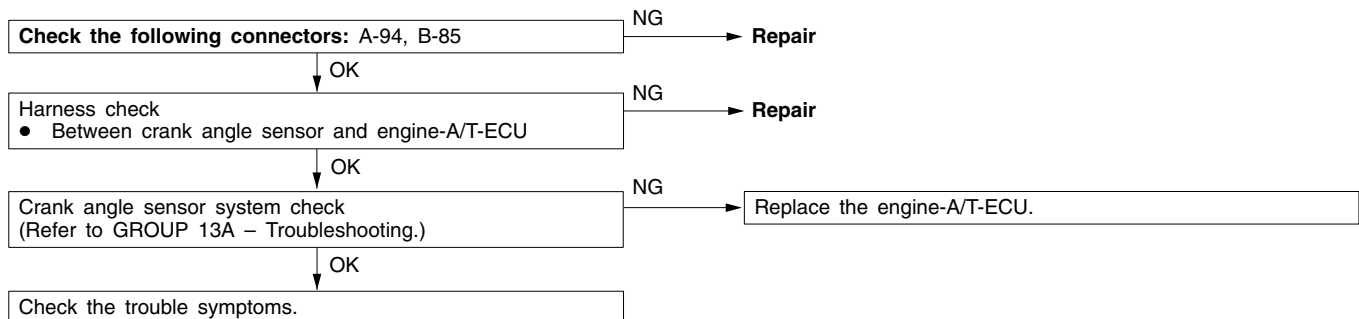 NG
Check the following connectors: A-94, B-85
Repair
OK
NG
Harness check
● Between crank angle sensor and engine-A/T-ECU
Repair
OK
NG
Crank angle sensor system check
(Refer to GROUP 13A – Troubleshooting.)
Replace the engine-A/T-ECU.
OK
Check the trouble symptoms.